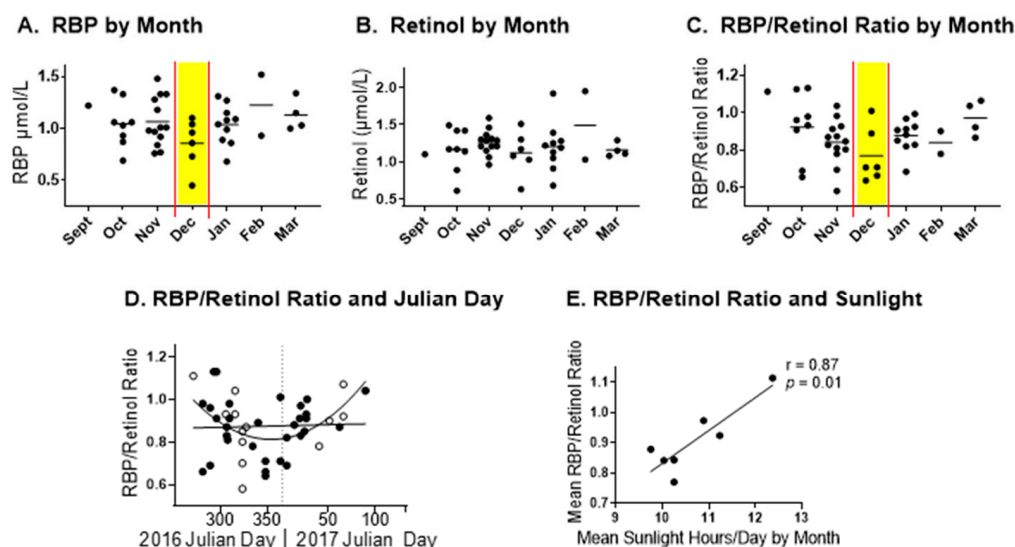 A. RBP by Month
B. Retinol by Month
C. RBP/Retinol Ratio by Month
RBP µmol/L
1.5
1.0
0.5
Sept
Oct
Nov
Dec
Jan
Feb
Mar
Retinol (µmol/L)
2.0
1.5
1.0
0.5
Sept
Oct
Nov
Dec
Jan
Feb
Mar
RBP/Retinol Ratio
1.2
1.0
0.8
0.6
Sept
Oct
Nov
Dec
Jan
Feb
Mar
D. RBP/Retinol Ratio and Julian Day
E. RBP/Retinol Ratio and Sunlight
RBP/Retinol Ratio
1.2
1.0
0.8
0.6
300 350 50 100
2016 Julian Day | 2017 Julian Day
Mean RBP/Retinol Ratio
r = 0.87
p = 0.01
1.1
1.0
0.9
0.8
0.7
9 10 11 12 13
Mean Sunlight Hours/Day by Month